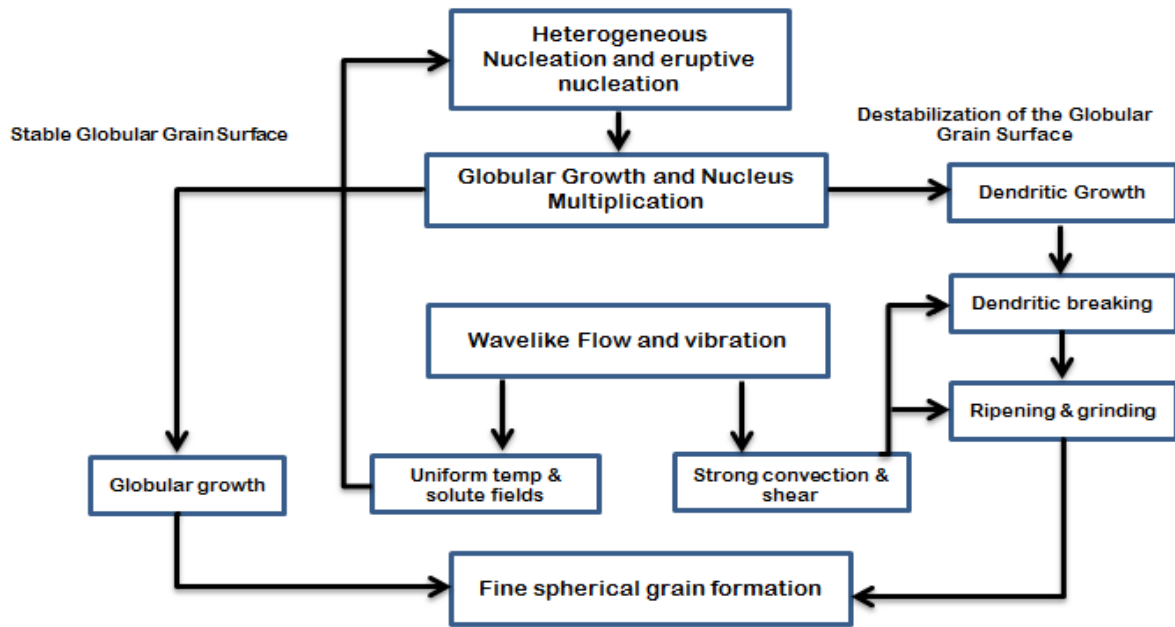 Heterogeneous
Nucleation and eruptive
nucleation
Stable Globular Grain Surface
Destabilization of the Globular
Grain Surface
Globular Growth and Nucleus
Multiplication
Dendritic Growth
Dendritic breaking
Wavelike Flow and vibration
Ripening & grinding
Globular growth
Uniform temp &
solute fields
Strong convection &
shear
Fine spherical grain formation